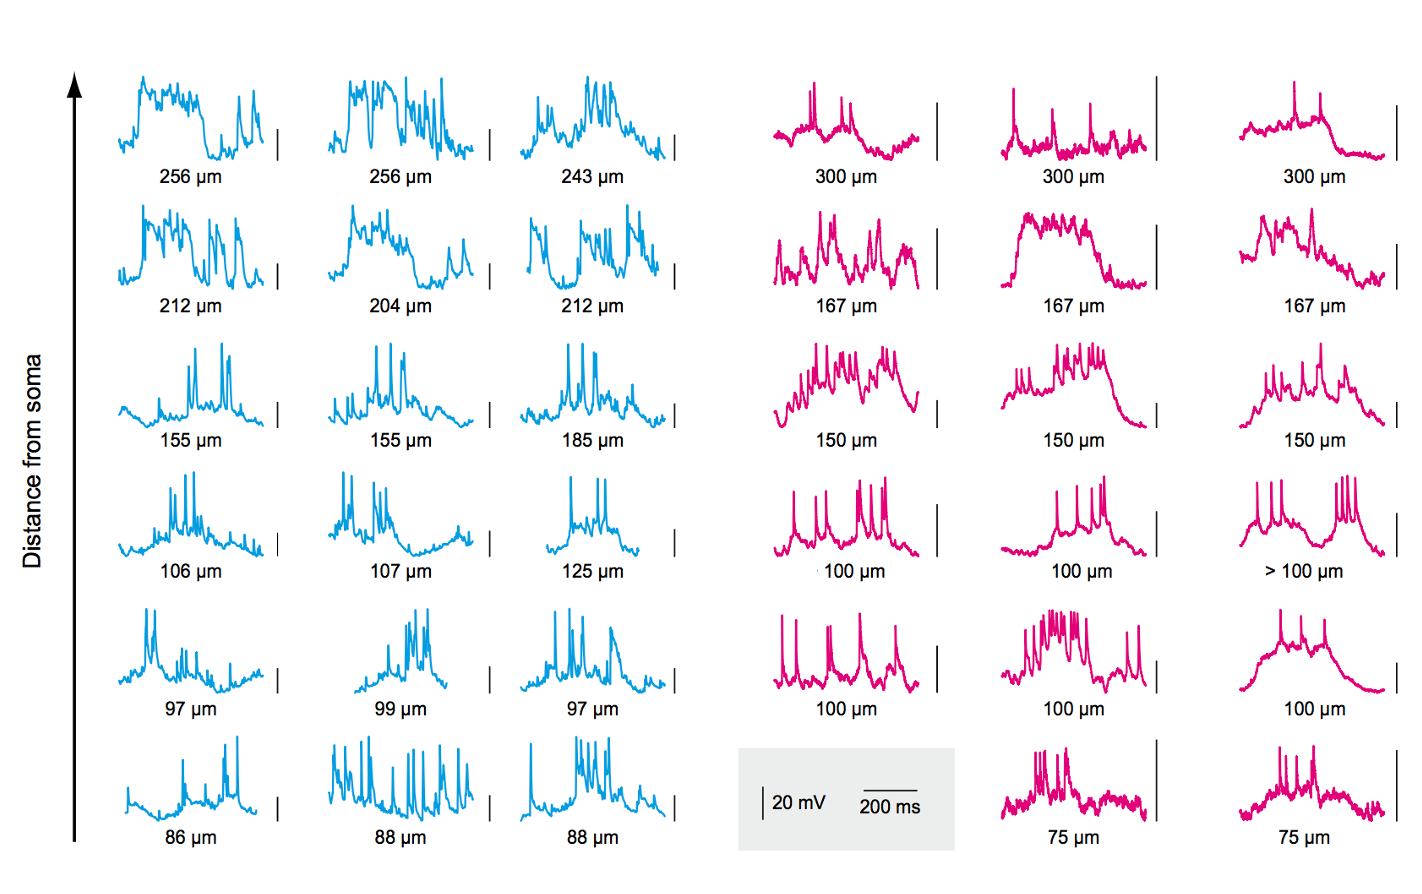 256 µm 256 µm 243 µm 300 µm 300 µm 300 µm
212 µm 204 µm 212 µm 167 µm 167 µm 167 µm
155 µm 155 µm 185 µm 150 µm 150 µm 150 µm
Distance from soma
106 µm 107 µm 125 µm 100 µm 100 µm > 100 µm
97 µm 99 µm 97 µm 100 µm 100 µm 100 µm
20 mV 200 ms
86 µm 88 µm 88 µm 75 µm 75 µm